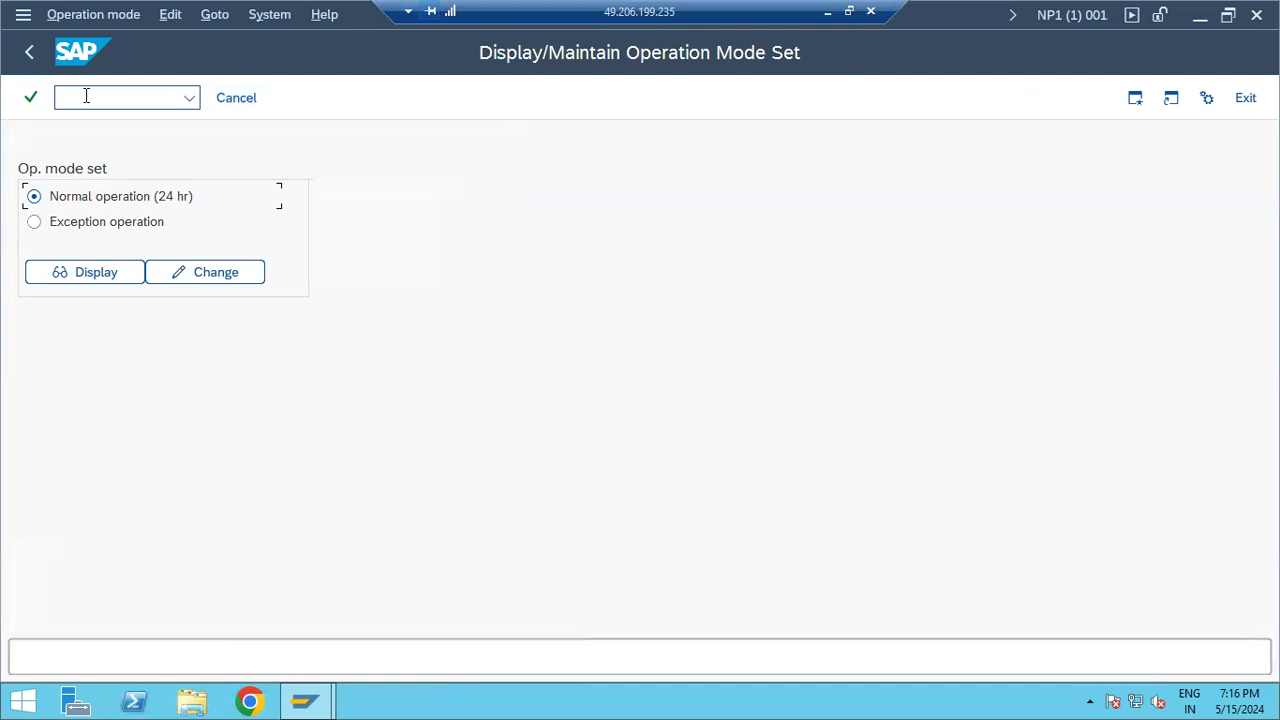 Operation mode Edit Goto System Help 49.206.199.235 NP1 (1) 001
SAP Display/Maintain Operation Mode Set
Cancel Exit
Op. mode set
Normal operation (24 hr)
Exception operation
Display Change
ENG 7:16 PM
IN 5/15/2024